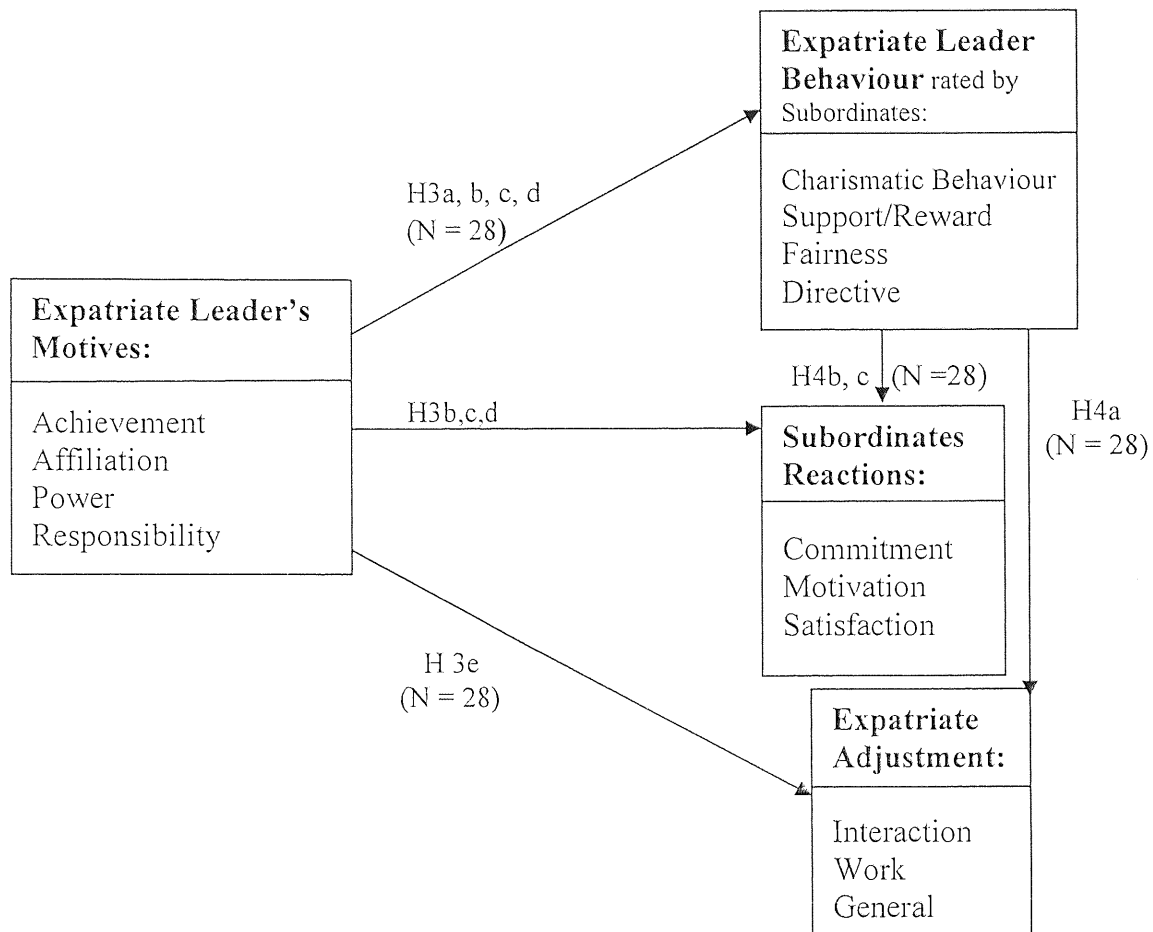 Expatriate Leader
Behaviour rated by
Subordinates:
Charismatic Behaviour
Support/Reward
Fairness
Directive
H3a, b, c, d
(N = 28)
Expatriate Leader’s
Motives:
Achievement
Affiliation
Power
Responsibility
H4b, c (N =28)
H4a
(N = 28)
H3b,c,d
Subordinates
Reactions:
Commitment
Motivation
Satisfaction
H 3e
(N = 28)
Expatriate
Adjustment:
Interaction
Work
General